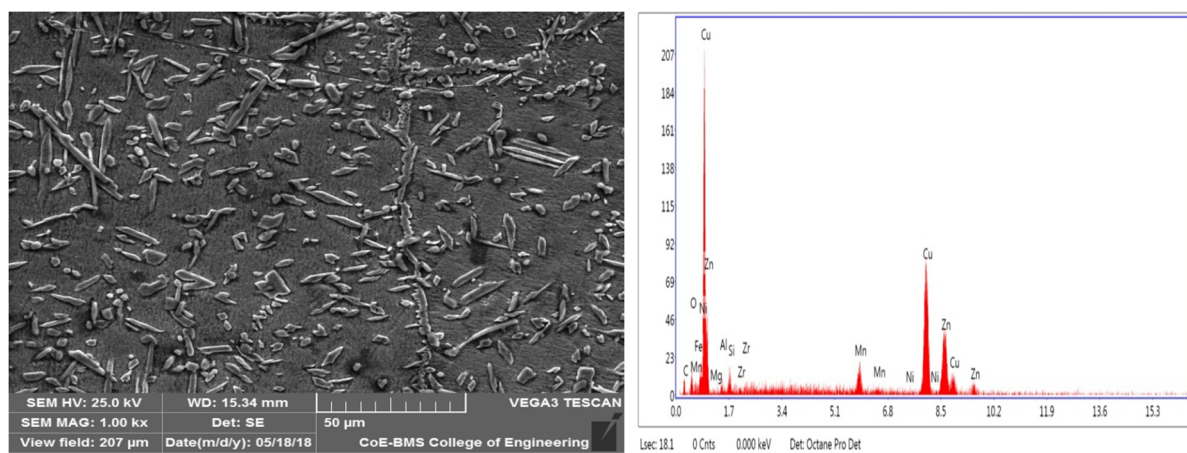 SEM HV: 25.0 kV WD: 15.34 mm VEGA3 TESCAN
SEM MAG: 1.00 kx Det: SE 50 µm
View field: 207 µm Date(m/d/y): 05/18/18 CoE-BMS College of Engineering
Cu
207
184
161
138
115
92
69
46
23
0
Zn
O
Ni
Fe
Mn
C
Mg
Al
Si
Zr
Zr
Mn
Mn
Ni
Cu
Ni
Zn
Cu
Zn
0.0 1.7 3.4 5.1 6.8 8.5 10.2 11.9 13.6 15.3
Lsec: 18.1 0 Cnts 0.000 keV Det: Octane Pro Det